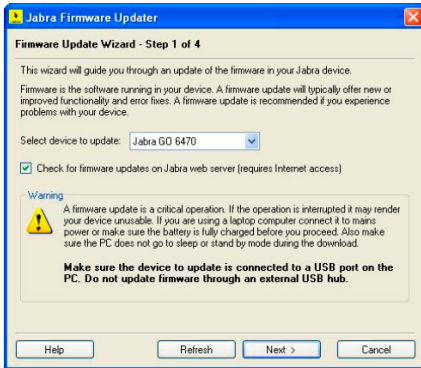 Jabra Firmware Updater
Firmware Update Wizard - Step 1 of 4
This wizard will guide you through an update of the firmware in your Jabra device.
Firmware is the software running in your device. A firmware update will typically offer new or
improved functionality and error fixes. A firmware update is recommended if you experience
problems with your device.
Select device to update: Jabra GO 6470
Check for firmware updates on Jabra web server (requires Internet access)
Warning
A firmware update is a critical operation. If the operation is interrupted it may render
your device unusable. If you are using a laptop computer connect it to mains
power or make sure the battery is fully charged before you proceed. Also make
sure the PC does not go to sleep or stand by mode during the download.
Make sure the device to update is connected to a USB port on the
PC. Do not update firmware through an external USB hub.
Help Refresh Next > Cancel